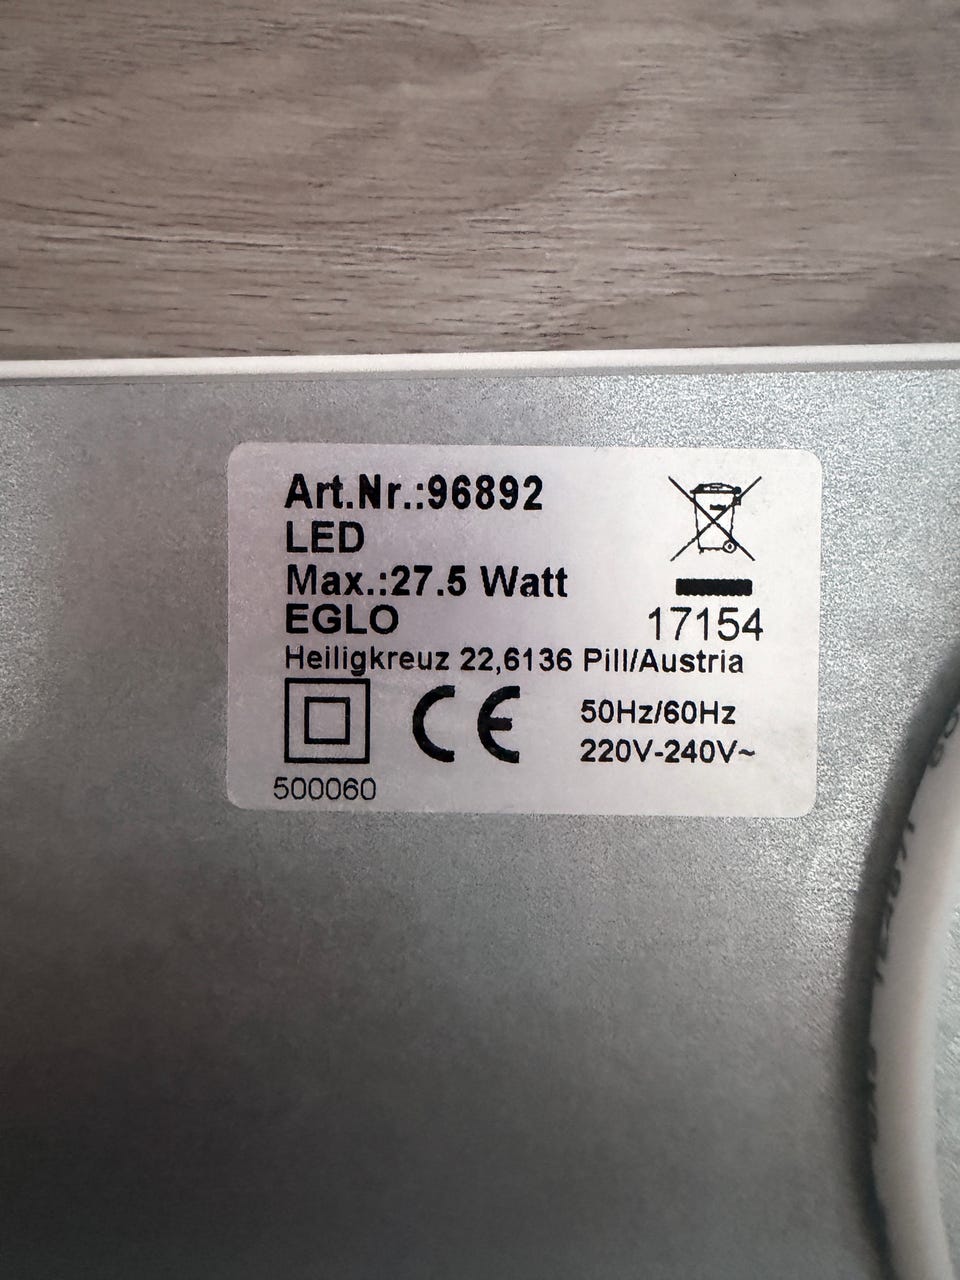 Art.Nr.:96892
LED
Max.:27.5 Watt
EGLO
17154
Heiligkreuz 22,6136 Pill/Austria
CE
50Hz/60Hz
220V-240V~
500060